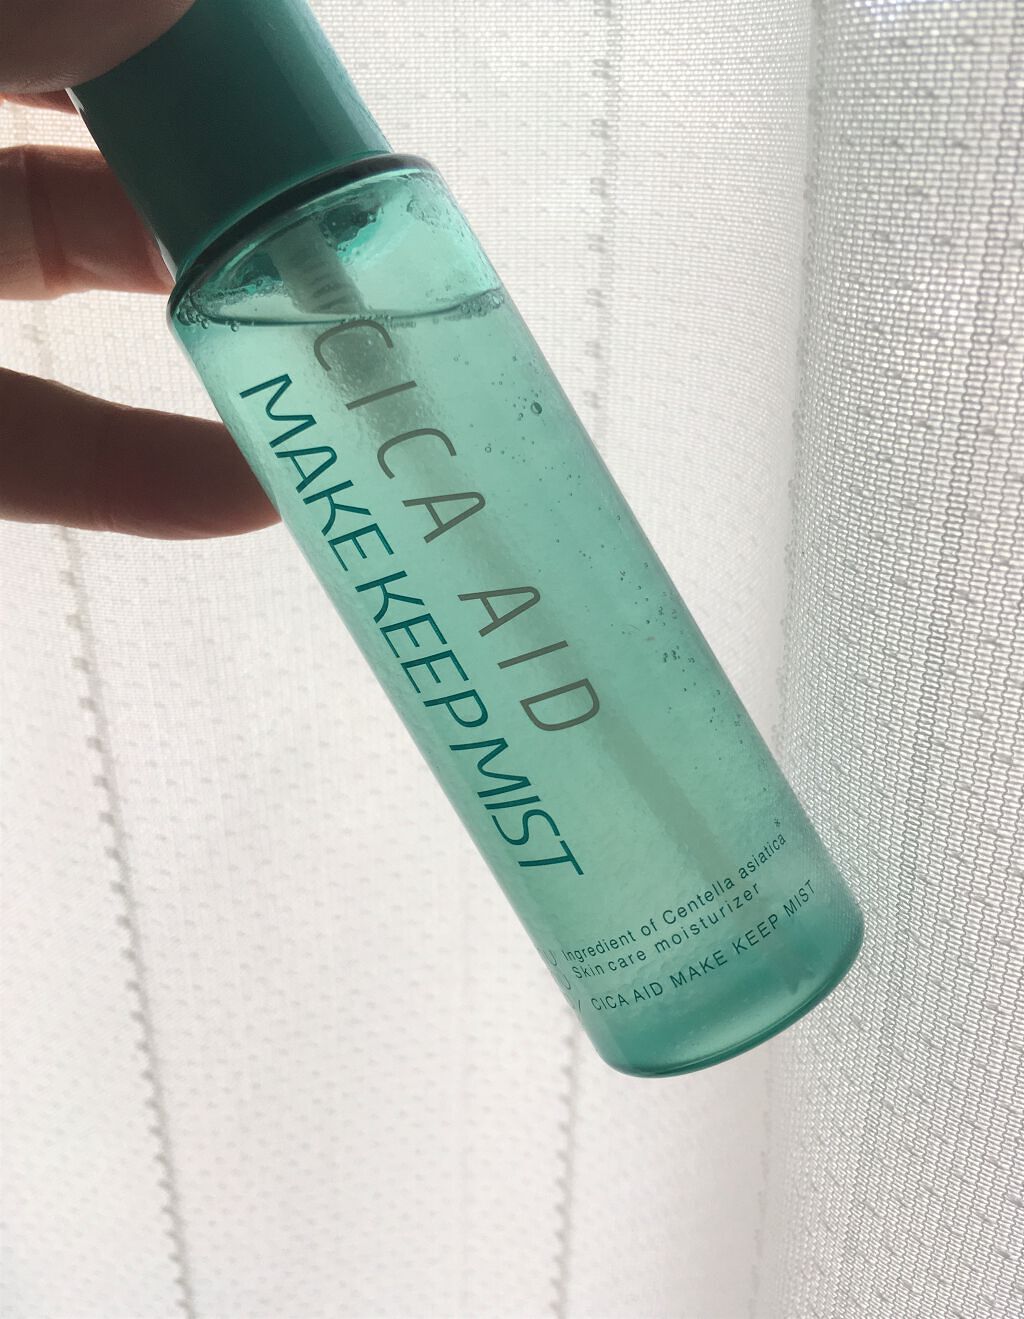 CICA AID
MAKE KEEP MIST
Ingredient of Centella asiatica※
Skin care moisturizer
CICA AID MAKE KEEP MIST